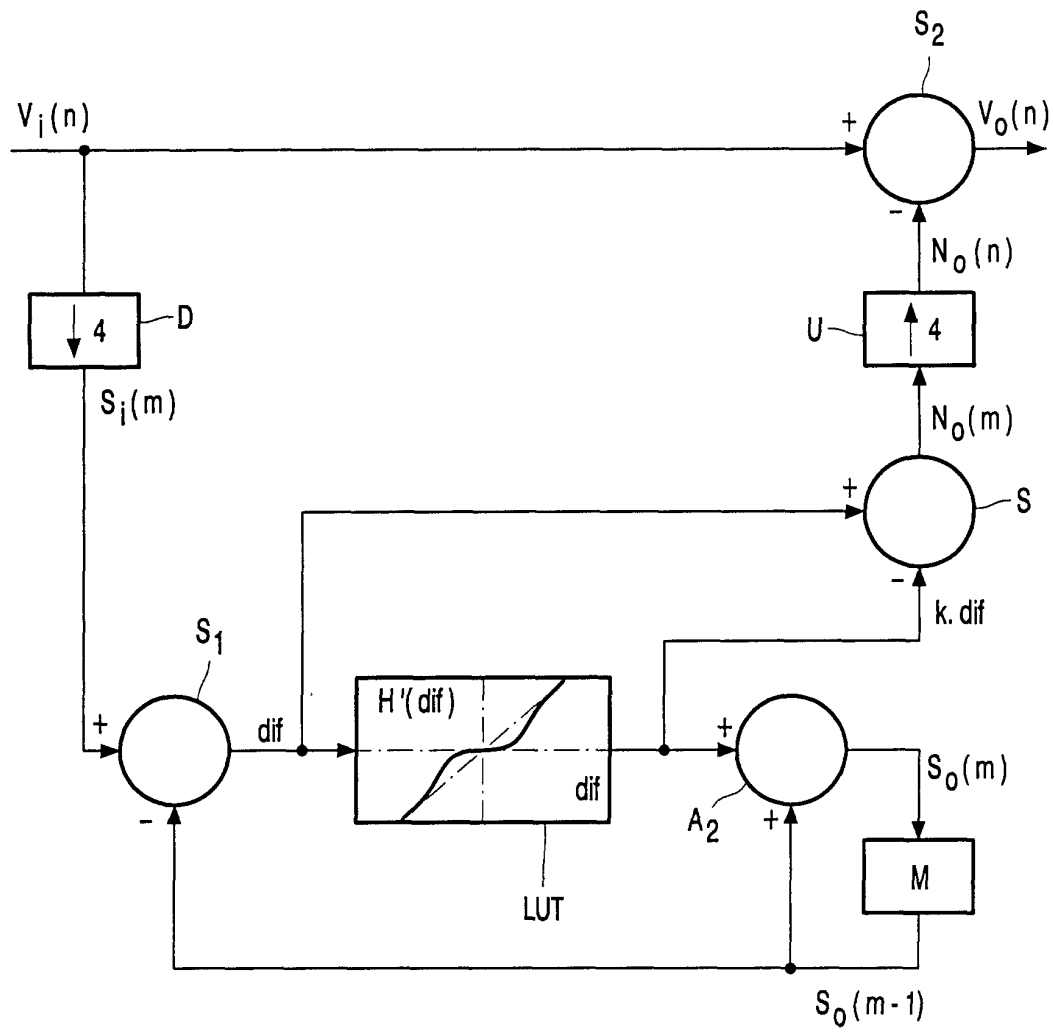 S₂
Vᵢ(n)
+
Vₒ(n)
-
Nₒ(n)
↓ 4
D
U
↑ 4
Sᵢ(m)
Nₒ(m)
+
S
-
k.dif
S₁
+
dif
H'(dif)
dif
+
Sₒ(m)
-
A₂
+
M
LUT
Sₒ(m-1)